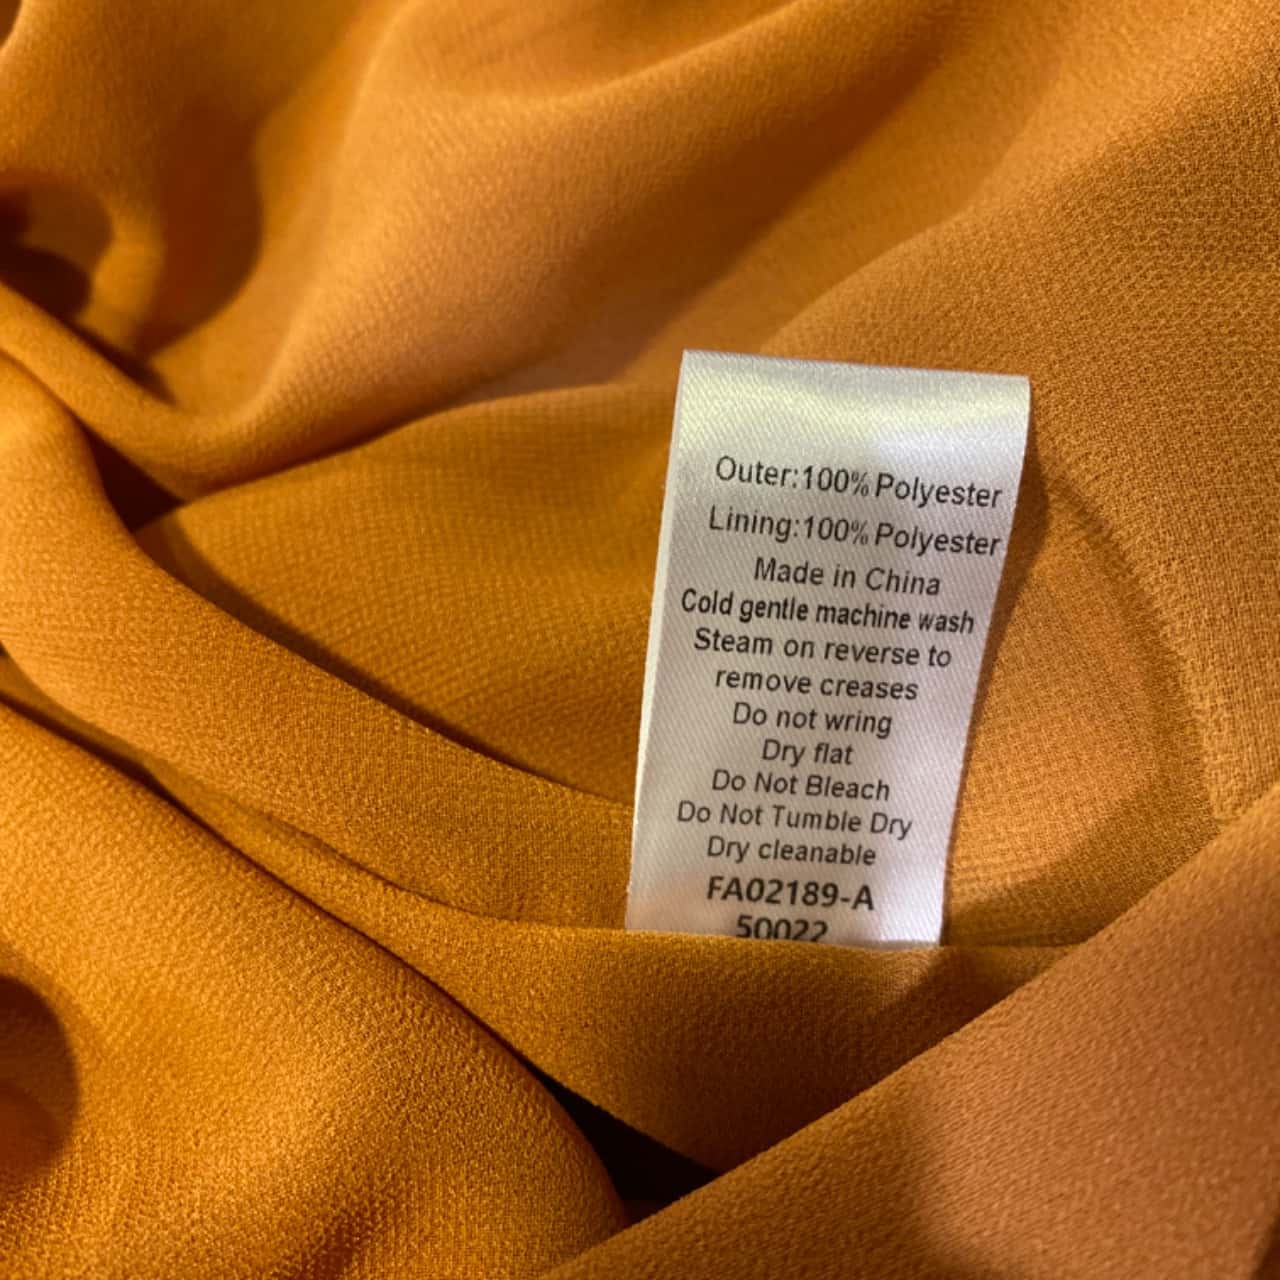 Outer:100% Polyester
Lining:100% Polyester
Made in China
Cold gentle machine wash
Steam on reverse to
remove creases
Do not wring
Dry flat
Do Not Bleach
Do Not Tumble Dry
Dry cleanable
FA02189-A
50022